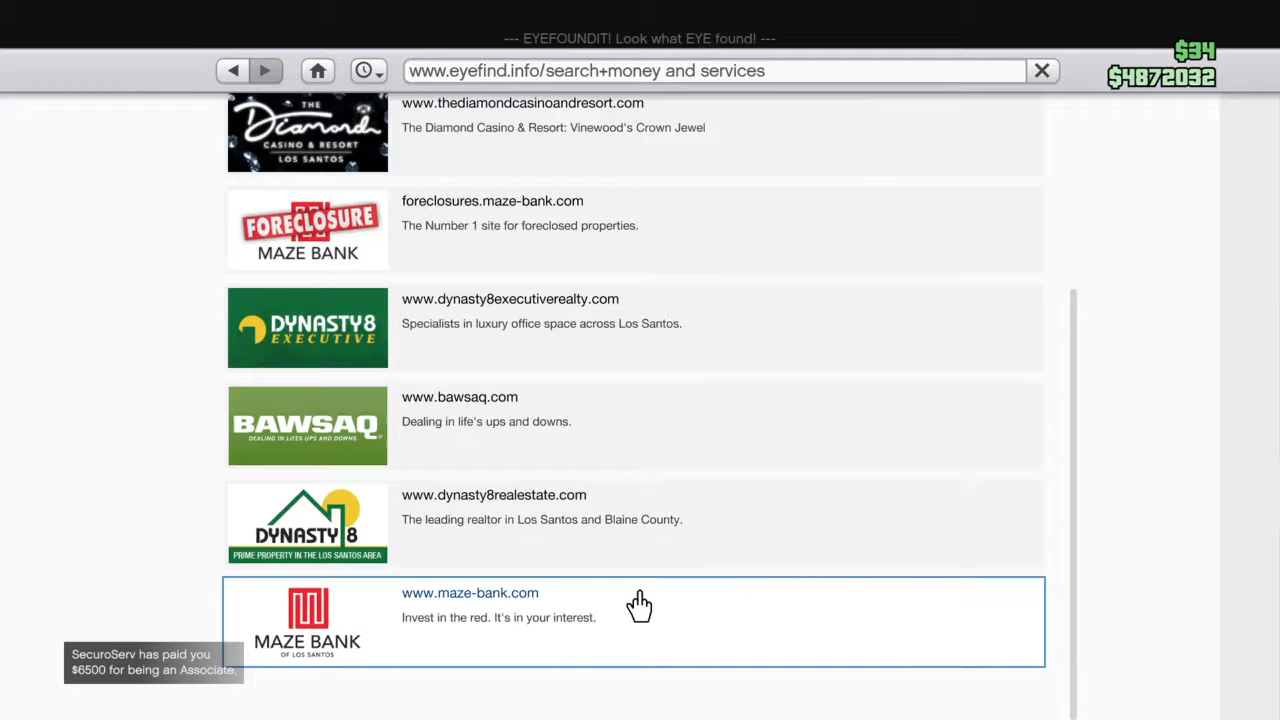 --- EYEFOUNDIT! Look what EYE found! ---
$34
www.eyefind.info/search+money and services
$4872032
THE
Diamond
CASINO & RESORT
LOS SANTOS
www.thediamondcasinoandresort.com
The Diamond Casino & Resort: Vinewood's Crown Jewel
FORECLOSURE
MAZE BANK
foreclosures.maze-bank.com
The Number 1 site for foreclosed properties.
DYNASTY8
EXECUTIVE
www.dynasty8executiverealty.com
Specialists in luxury office space across Los Santos.
BAWSAQ
DEALING IN LIFE'S UPS AND DOWNS
www.bawsaq.com
Dealing in life's ups and downs.
DYNASTY 8
PRIME PROPERTY IN THE LOS SANTOS AREA
www.dynasty8realestate.com
The leading realtor in Los Santos and Blaine County.
MAZE BANK
OF LOS SANTOS
www.maze-bank.com
Invest in the red. It's in your interest.
SecuroServ has paid you
$6500 for being an Associate.